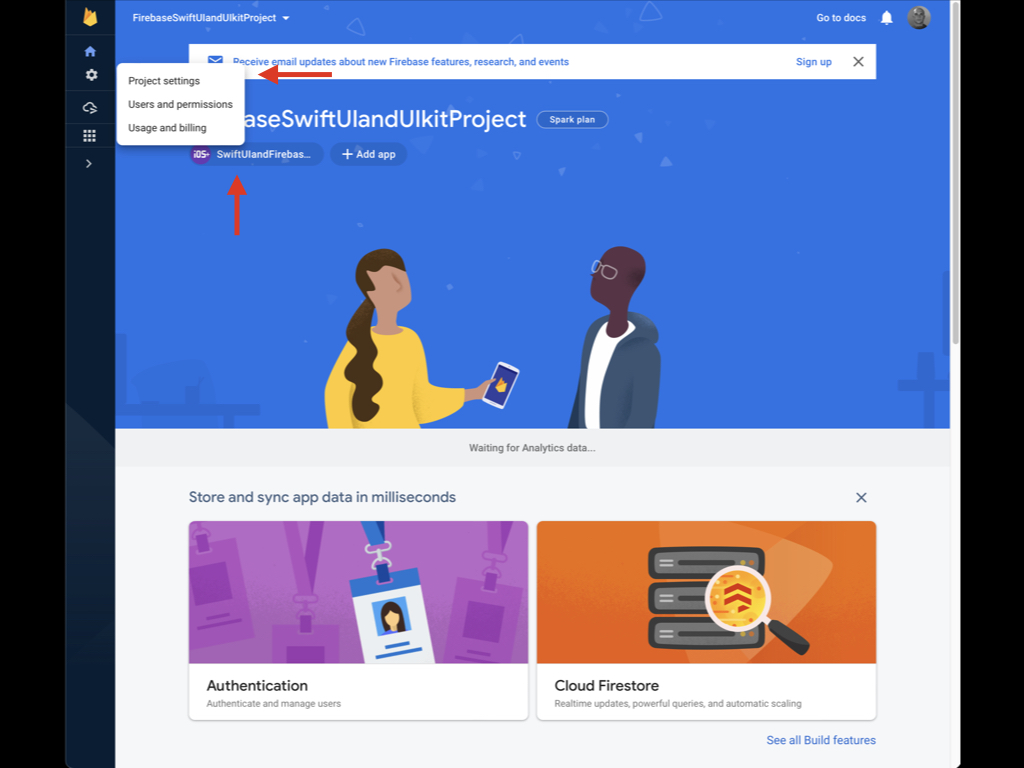 FirebaseSwiftUIandUIkitProject
Go to docs
Receive email updates about new Firebase features, research, and events
Sign up
Project settings
Users and permissions
Usage and billing
baseSwiftUIandUIkitProject
Spark plan
iOS+
SwiftUIandFirebas...
+ Add app
Waiting for Analytics data...
Store and sync app data in milliseconds
Authentication
Authenticate and manage users
Cloud Firestore
Realtime updates, powerful queries, and automatic scaling
See all Build features